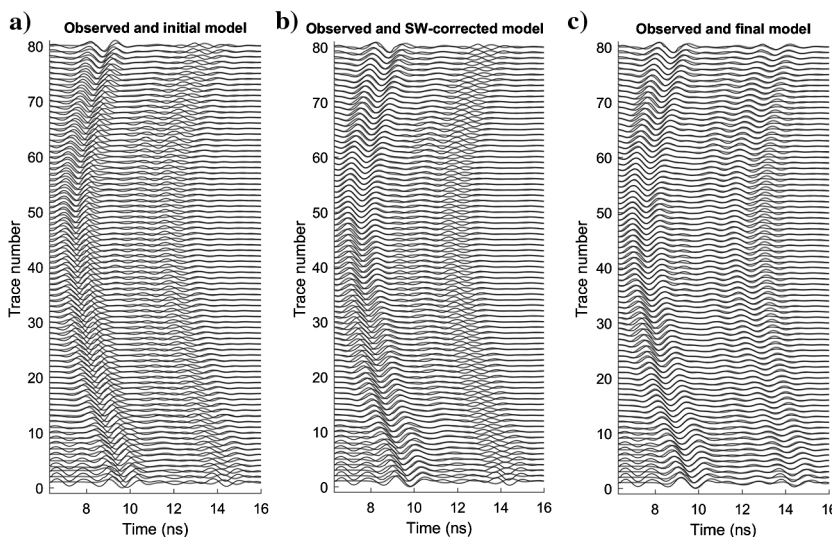 a) Observed and initial model
80
70
60
50
40
30
20
10
0
Trace number
8 10 12 14 16
Time (ns)
b) Observed and SW-corrected model
80
70
60
50
40
30
20
10
0
Trace number
8 10 12 14 16
Time (ns)
c) Observed and final model
80
70
60
50
40
30
20
10
0
Trace number
8 10 12 14 16
Time (ns)